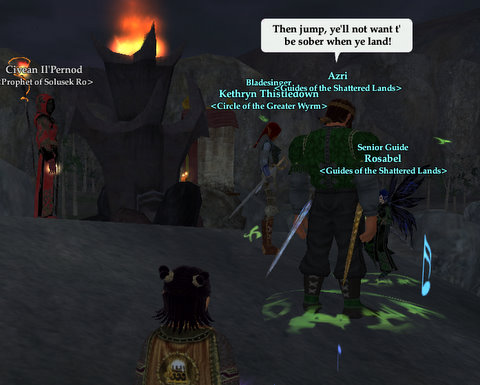 Then jump, ye'll not want t'
be sober when ye land!
Azri
<Guides of the Shattered Lands>
Ciyean Il'Pernod
<Prophet of Solusek Ro>
Bladesinger
Kethryn Thistledown
<Circle of the Greater Wyrm>
Senior Guide
Rosabel
<Guides of the Shattered Lands>